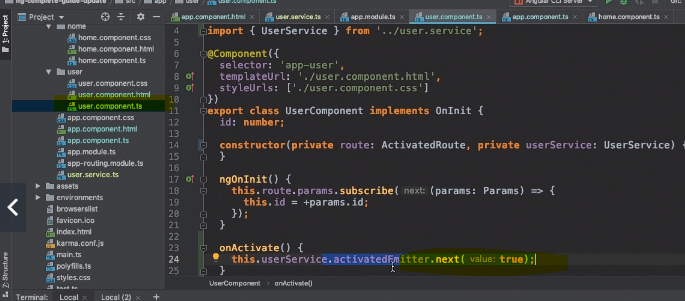 ng-complete-guide-update src app user user.component.ts Angular CLI Server
Project
app.component.html user.service.ts app.module.ts user.component.ts app.component.ts home.component.ts
1: Project
home
home.component.css
home.component.html
home.component.ts
user
user.component.css
user.component.html
user.component.ts
app.component.css
app.component.html
app.component.ts
app.module.ts
app-routing.module.ts
user.service.ts
assets
environments
browserslist
favicon.ico
index.html
karma.conf.js
main.ts
polyfills.ts
styles.css
test.ts
7: Structure
4 import { UserService } from '../user.service';
5
6 @Component({
7 selector: 'app-user',
8 templateUrl: './user.component.html',
9 styleUrls: ['./user.component.css']
10 })
11 export class UserComponent implements OnInit {
12 id: number;
13
14 constructor(private route: ActivatedRoute, private userService: UserService) {
15 }
16
17 ngOnInit() {
18 this.route.params.subscribe( next: (params: Params) => {
19 this.id = +params.id;
20 });
21 }
22
23 onActivate() {
24 this.userService.activatedEmitter.next( value: true);
25 }
UserComponent onActivate()
Terminal: Local × Local (2) × +